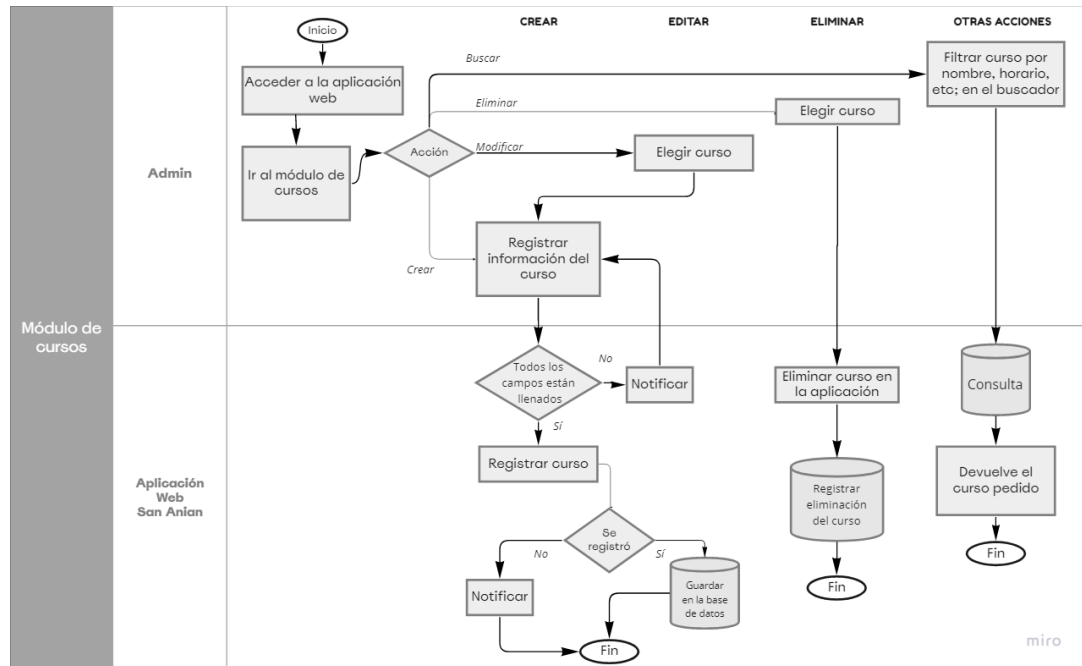 CREAR
EDITAR
ELIMINAR
OTRAS ACCIONES
Inicio
Buscar
Filtrar curso por
nombre, horario,
etc; en el buscador
Acceder a la aplicación
web
Eliminar
Elegir curso
Acción
Modificar
Elegir curso
Admin
Ir al módulo de
cursos
Registrar
información del
curso
Crear
Módulo de
cursos
Todos los
campos están
llenados
No
Notificar
Eliminar curso en
la aplicación
Consulta
Sí
Registrar curso
Aplicación
Web
San Anian
Registrar
eliminación
del curso
Devuelve el
curso pedido
Se
registró
No
Sí
Fin
Notificar
Guardar
en la base
de datos
Fin
Fin
miro